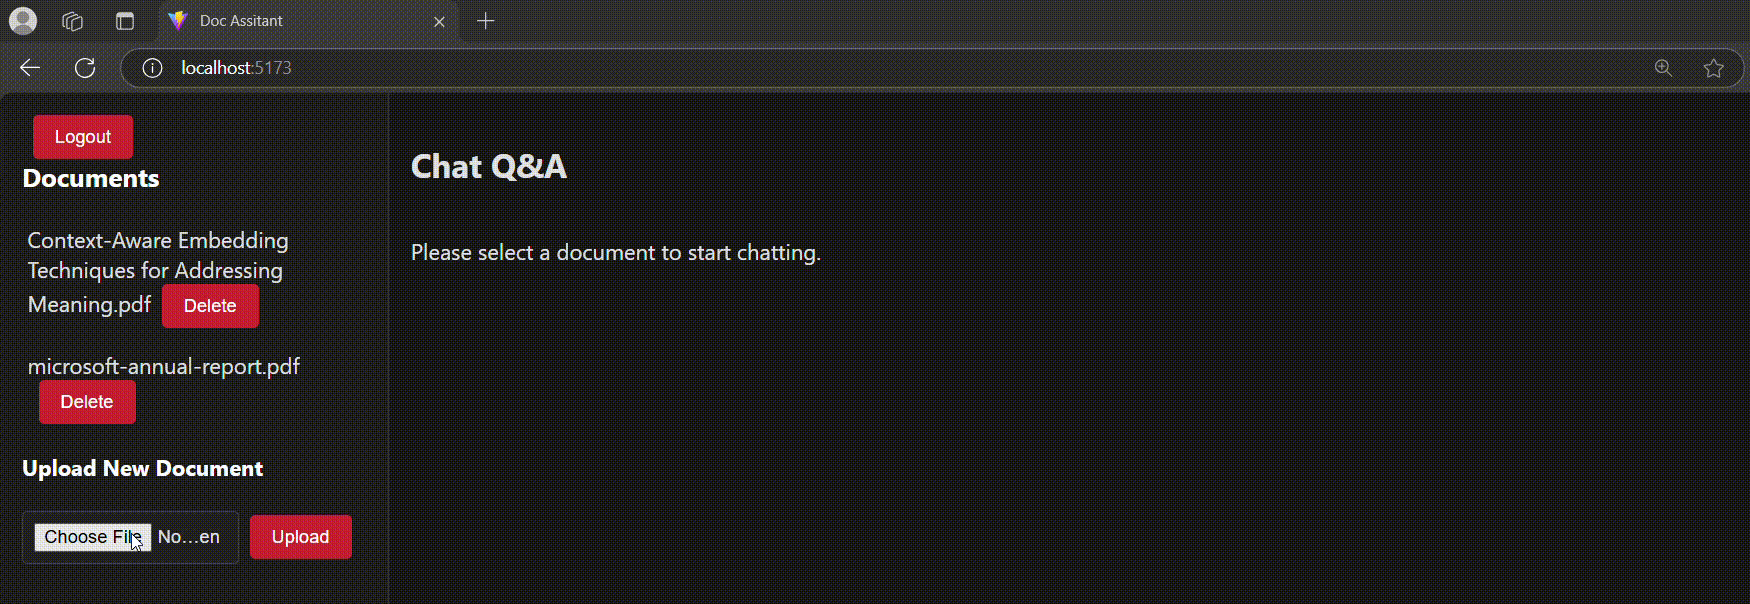 Doc Assitant
localhost:5173
Logout
Documents
Chat Q&A
Context-Aware Embedding
Techniques for Addressing
Meaning.pdf Delete
Please select a document to start chatting.
microsoft-annual-report.pdf
Delete
Upload New Document
Choose File No...en Upload